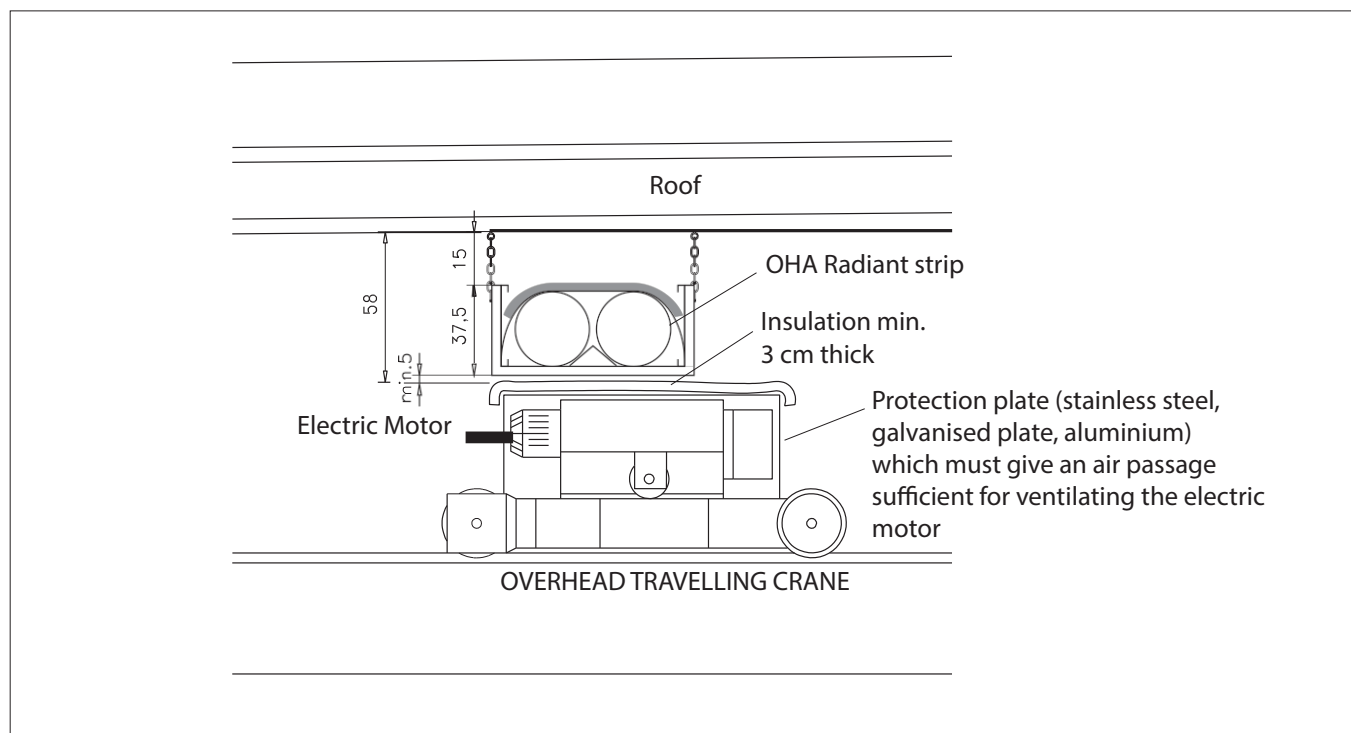 Roof
15
58
37,5
min.5
OHA Radiant strip
Insulation min.
3 cm thick
Electric Motor
Protection plate (stainless steel,
galvanised plate, aluminium)
which must give an air passage
sufficient for ventilating the electric
motor
OVERHEAD TRAVELLING CRANE